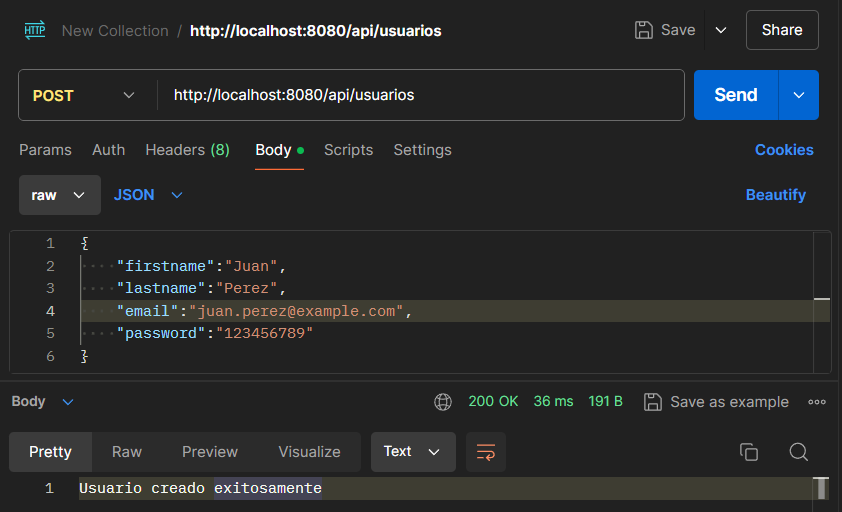 HTTP New Collection / http://localhost:8080/api/usuarios Save Share
POST http://localhost:8080/api/usuarios Send
Params Auth Headers (8) Body Scripts Settings Cookies
raw JSON Beautify
1 {
2 "firstname":"Juan",
3 "lastname":"Perez",
4 "email":"juan.perez@example.com",
5 "password":"123456789"
6 }
Body 200 OK 36 ms 191 B Save as example
Pretty Raw Preview Visualize Text
1 Usuario creado exitosamente